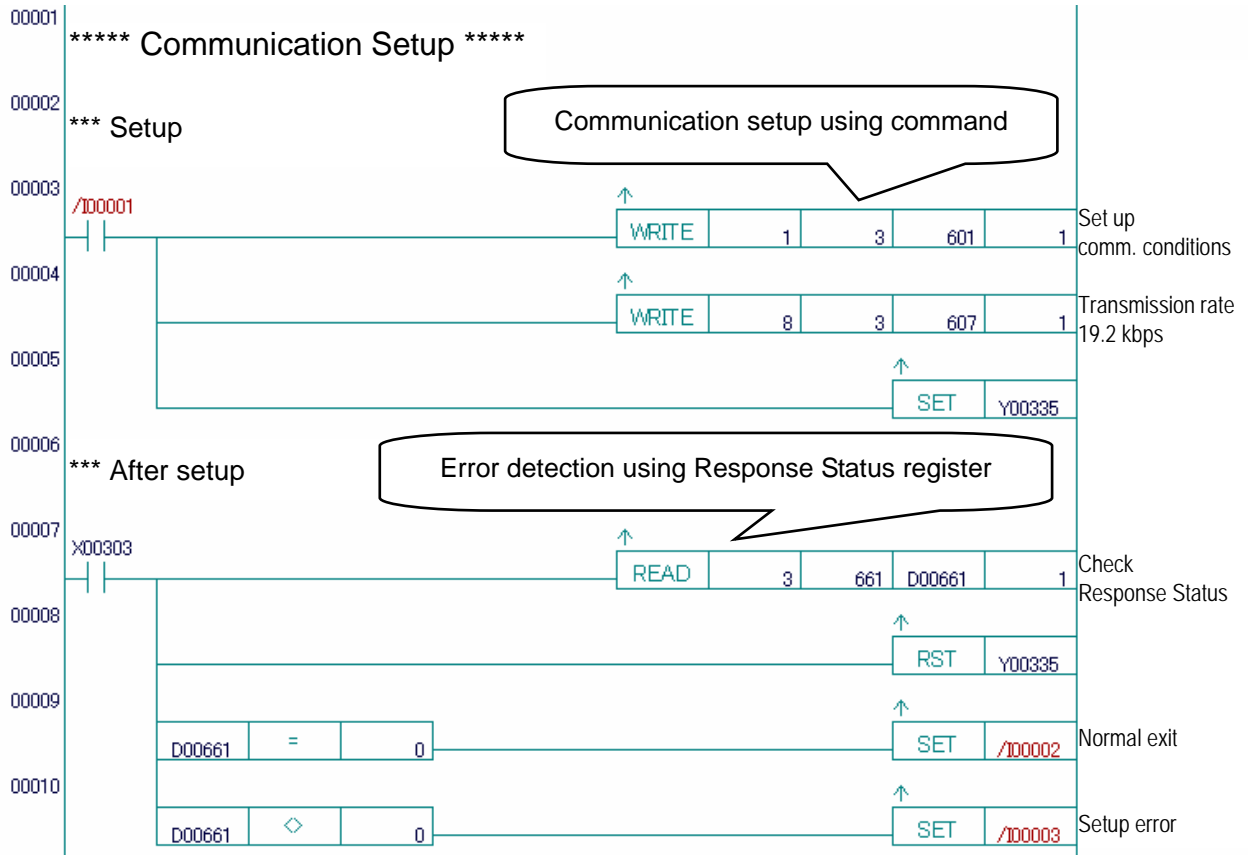 00001
***** Communication Setup *****
00002
*** Setup
Communication setup using command
00003
/I00001
↑
WRITE 1 3 601 1
Set up
comm. conditions
00004
↑
WRITE 8 3 607 1
Transmission rate
19.2 kbps
00005
↑
SET Y00335
00006
*** After setup
Error detection using Response Status register
00007
X00303
↑
READ 3 661 D00661 1
Check
Response Status
00008
↑
RST Y00335
00009
↑
D00661 = 0 SET /I00002
Normal exit
00010
↑
D00661 <> 0 SET /I00003
Setup error